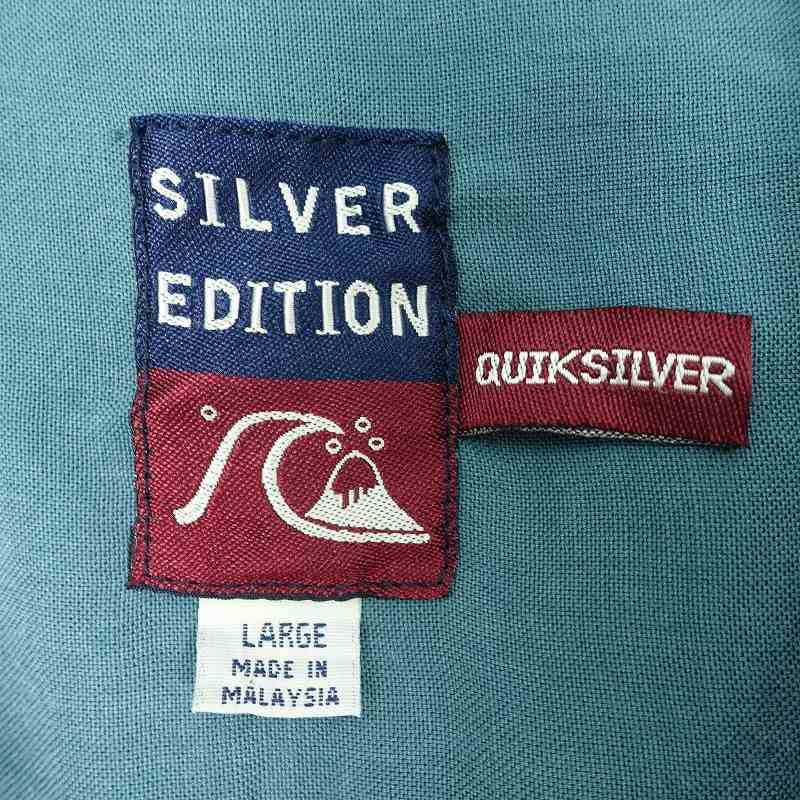 SILVER
EDITION
QUIKSILVER
LARGE
MADE IN
MALAYSIA